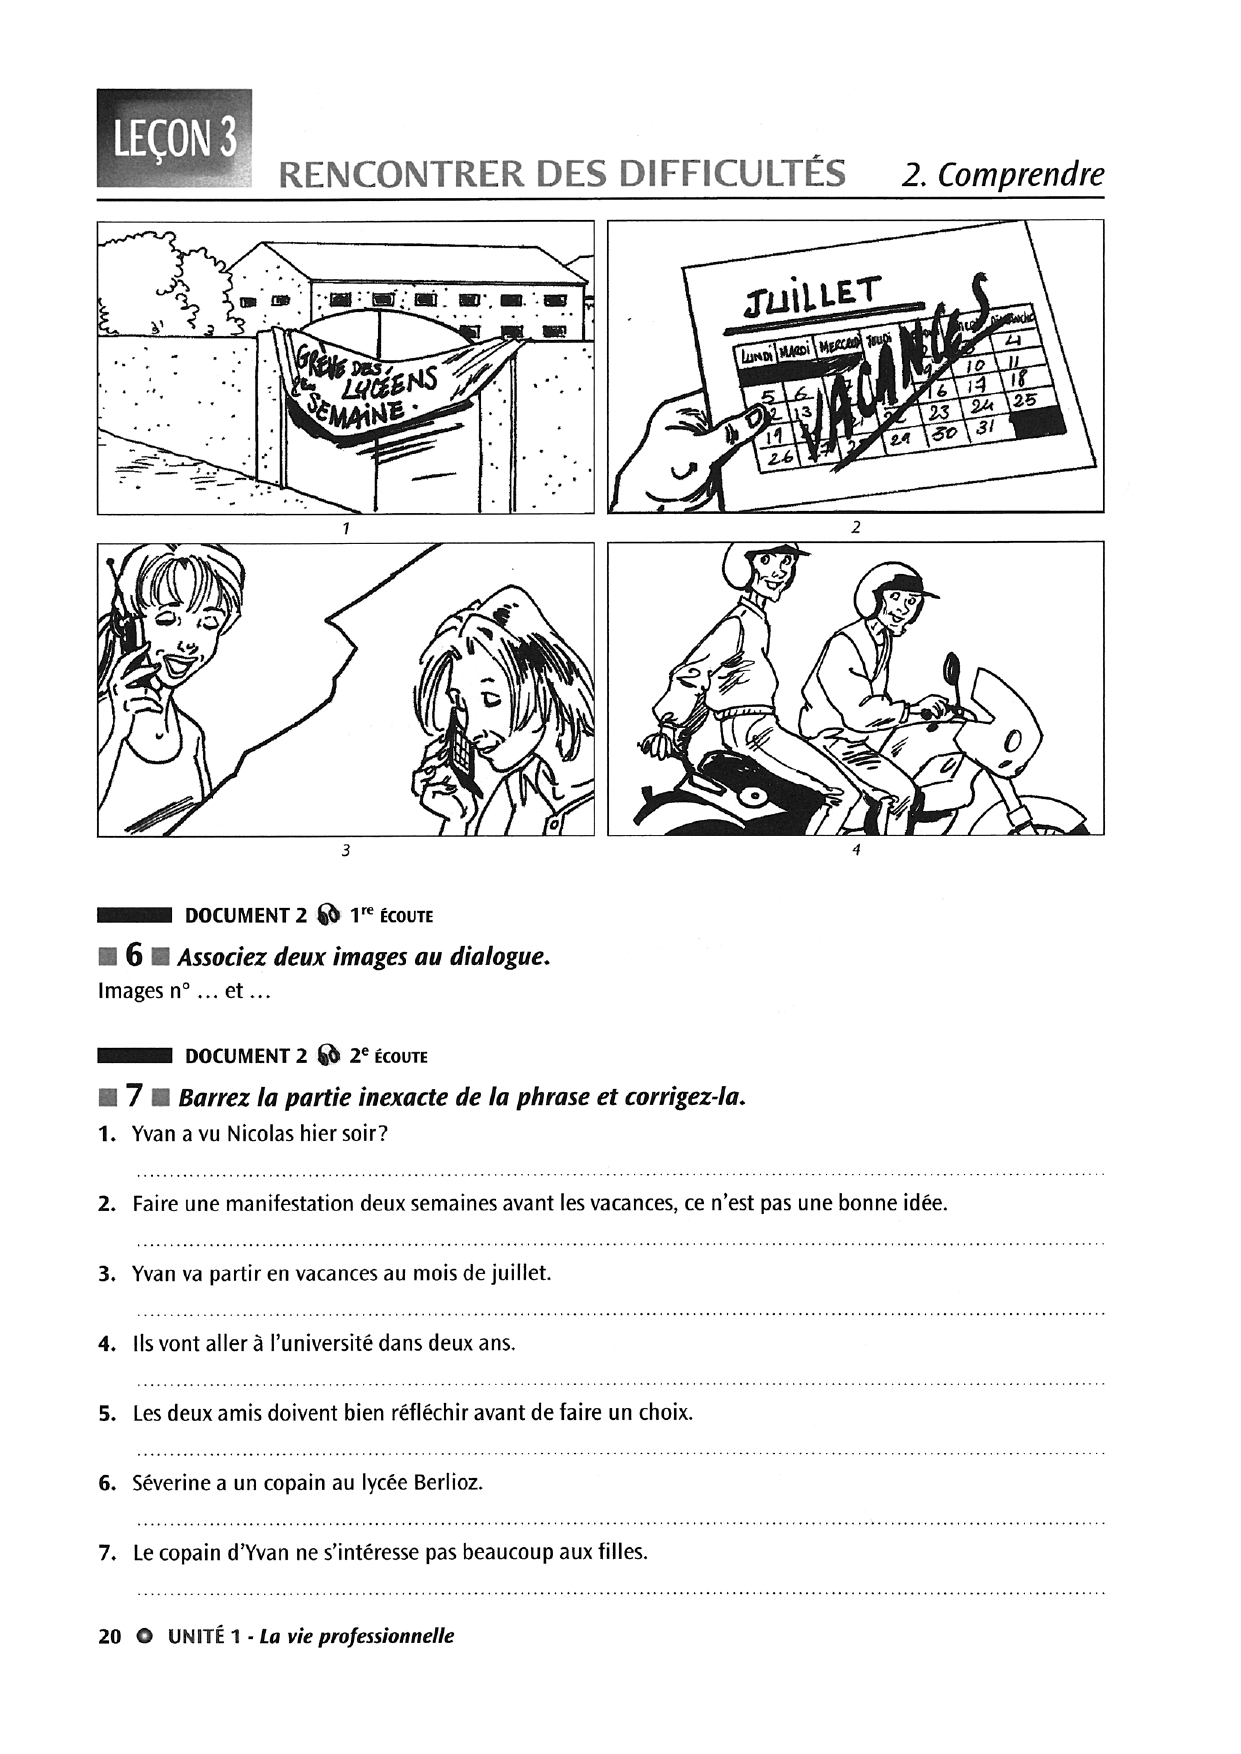 LEÇON 3
RENCONTRER DES DIFFICULTÉS 2. Comprendre
GRÈVE DES
LYCÉENS
SEMAINE.
JUILLET
VACANCES
LUNDI MARDI MERCREDI JEUDI DIMANCHE
4
5 6 10 11
13 16 17 18
19 23 24 25
26 29 30 31
1
2
3
4
DOCUMENT 2 1re ÉCOUTE
6 Associez deux images au dialogue.
Images n° ... et ...
DOCUMENT 2 2e ÉCOUTE
7 Barrez la partie inexacte de la phrase et corrigez-la.
1. Yvan a vu Nicolas hier soir?
2. Faire une manifestation deux semaines avant les vacances, ce n'est pas une bonne idée.
3. Yvan va partir en vacances au mois de juillet.
4. Ils vont aller à l'université dans deux ans.
5. Les deux amis doivent bien réfléchir avant de faire un choix.
6. Séverine a un copain au lycée Berlioz.
7. Le copain d'Yvan ne s'intéresse pas beaucoup aux filles.
20 UNITÉ 1 - La vie professionnelle